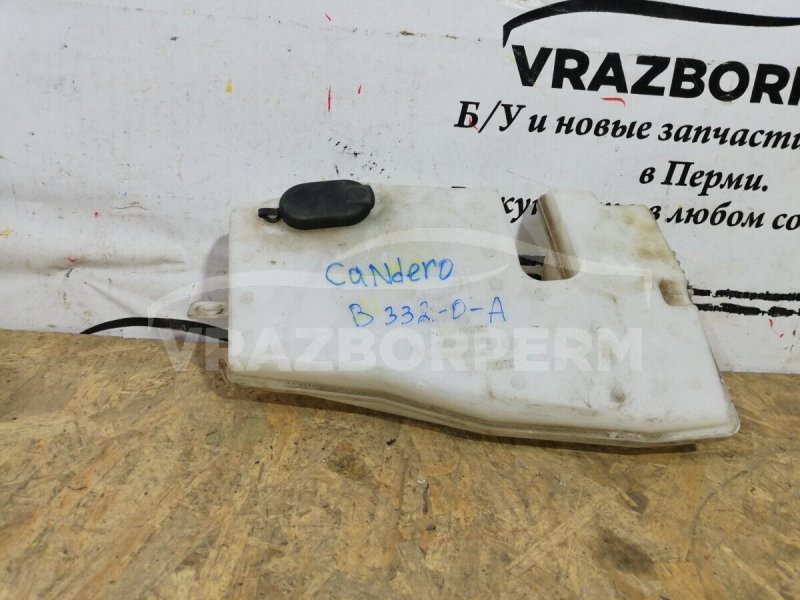 VRAZBORP
Б/У и новые запчасти
в Перми.
в любом со
CaNdero
B 332-0-A
VRAZBORPERM